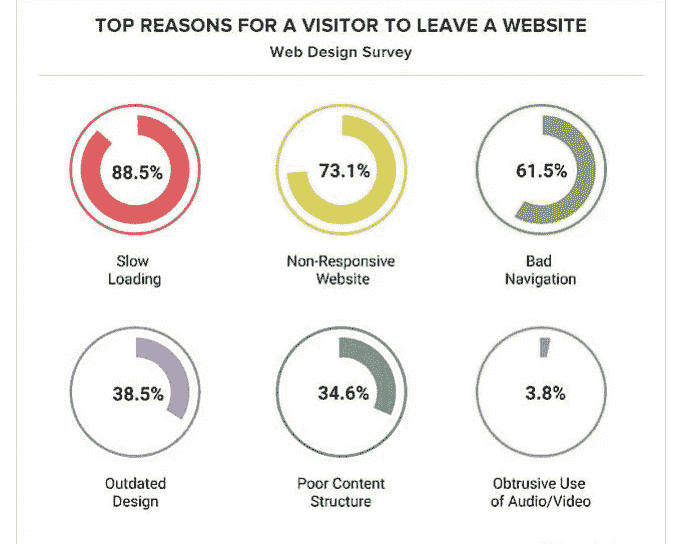 TOP REASONS FOR A VISITOR TO LEAVE A WEBSITE
Web Design Survey
88.5%
73.1%
61.5%
Slow
Loading
Non-Responsive
Website
Bad
Navigation
38.5%
34.6%
3.8%
Outdated
Design
Poor Content
Structure
Obtrusive Use
of Audio/Video